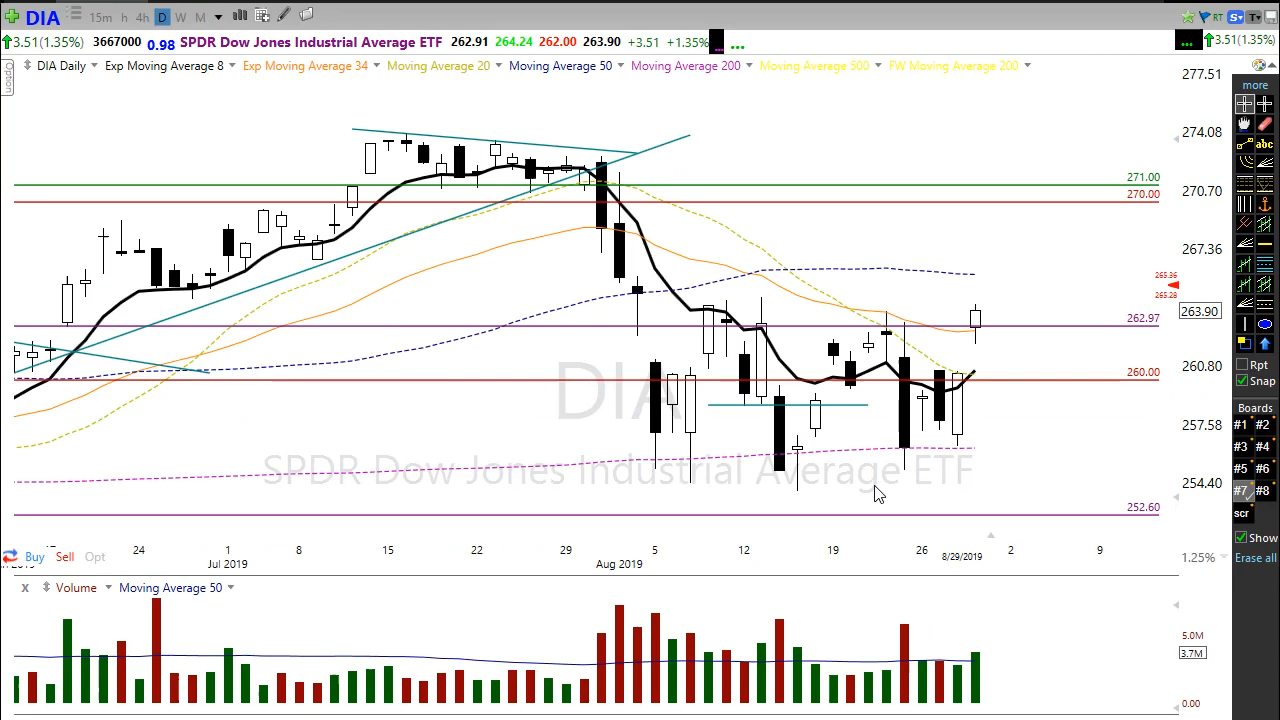 DIA 15m h 4h D W M RT S T
3.51(1.35%) 3667000 0.98 SPDR Dow Jones Industrial Average ETF 262.91 264.24 262.00 263.90 +3.51 +1.35% ... 3.51(1.35%)
Option DIA Daily Exp Moving Average 8 Exp Moving Average 34 Moving Average 20 Moving Average 50 Moving Average 200 Moving Average 500 FW Moving Average 200
277.51
more
274.08
abc
271.00
270.70
270.00
267.36
265.36
265.28
263.90
262.97
260.80
260.00
Rpt
Snap
DIA
Boards
257.58
#1 #2
#3 #4
SPDR Dow Jones Industrial Average ETF
#5 #6
254.40
#7 #8
252.60
scr
Show
24 1 8 15 22 29 5 12 19 26 8/29/2019 2 9
Buy Sell Opt
1.25% Erase all
Jul 2019 Aug 2019
X Volume Moving Average 50
5.0M
3.7M
0.00